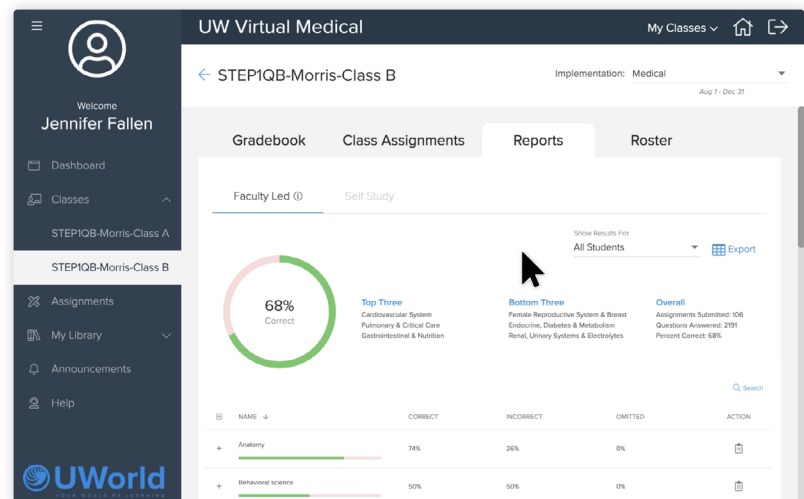 UW Virtual Medical
My Classes
STEP1QB-Morris-Class B
Implementation: Medical
Aug 1 - Dec 31
Welcome
Jennifer Fallen
Dashboard
Classes
STEP1QB-Morris-Class A
STEP1QB-Morris-Class B
Assignments
My Library
Announcements
Help
UWorld
YOUR WORLD OF LEARNING
Gradebook Class Assignments Reports Roster
Faculty Led Self Study
Show Results For
All Students
Export
68%
Correct
Top Three
Cardiovascular System
Pulmonary & Critical Care
Gastrointestinal & Nutrition
Bottom Three
Female Reproductive System & Breast
Endocrine, Diabetes & Metabolism
Renal, Urinary Systems & Electrolytes
Overall
Assignments Submitted: 106
Questions Answered: 2191
Percent Correct: 68%
Search
NAME CORRECT INCORRECT OMITTED ACTION
Anatomy 74% 26% 0%
Behavioral science 50% 50% 0%